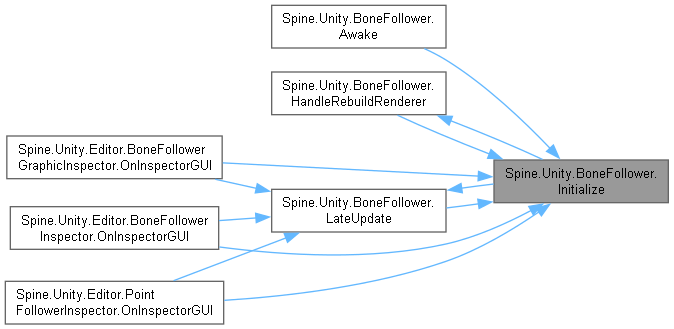 Spine.Unity.BoneFollower.
Awake
Spine.Unity.BoneFollower.
HandleRebuildRenderer
Spine.Unity.Editor.BoneFollower
GraphicInspector.OnInspectorGUI
Spine.Unity.BoneFollower.
Initialize
Spine.Unity.BoneFollower.
LateUpdate
Spine.Unity.Editor.BoneFollower
Inspector.OnInspectorGUI
Spine.Unity.Editor.Point
FollowerInspector.OnInspectorGUI